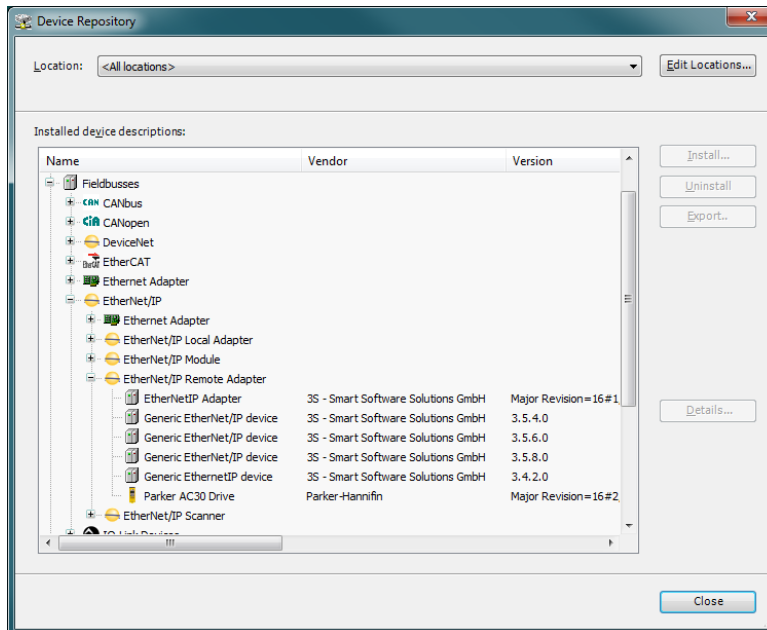 Device Repository
Location: <All locations> Edit Locations...
Installed device descriptions:
Name Vendor Version
Install...
Uninstall
Export..
Details...
Fieldbusses
CAN CANbus
CiA CANopen
DeviceNet
EtherCAT
Ethernet Adapter
EtherNet/IP
Ethernet Adapter
EtherNet/IP Local Adapter
EtherNet/IP Module
EtherNet/IP Remote Adapter
EtherNetIP Adapter 3S - Smart Software Solutions GmbH Major Revision=16#1
Generic EtherNet/IP device 3S - Smart Software Solutions GmbH 3.5.4.0
Generic EtherNet/IP device 3S - Smart Software Solutions GmbH 3.5.6.0
Generic EtherNet/IP device 3S - Smart Software Solutions GmbH 3.5.8.0
Generic EthernetIP device 3S - Smart Software Solutions GmbH 3.4.2.0
Parker AC30 Drive Parker-Hannifin Major Revision=16#2
EtherNet/IP Scanner
IO Link Devices
Close